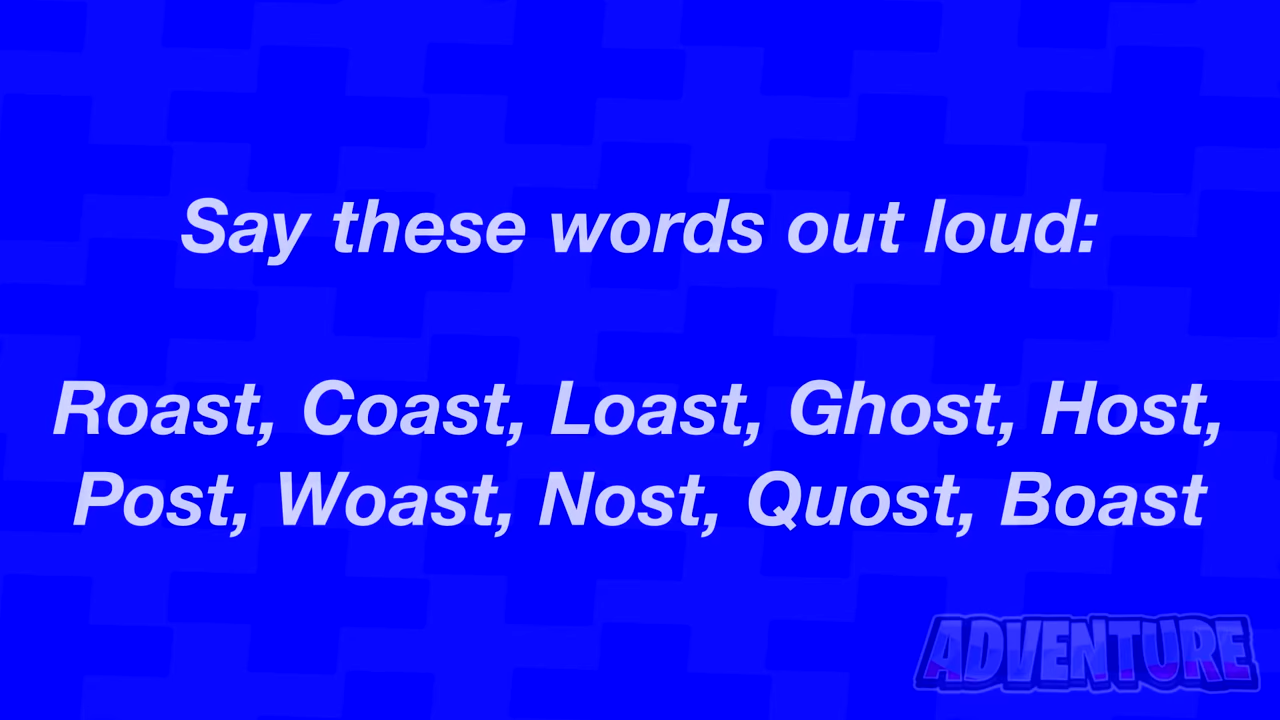 Say these words out loud:
Roast, Coast, Loast, Ghost, Host,
Post, Woast, Nost, Quost, Boast
ADVENTURE